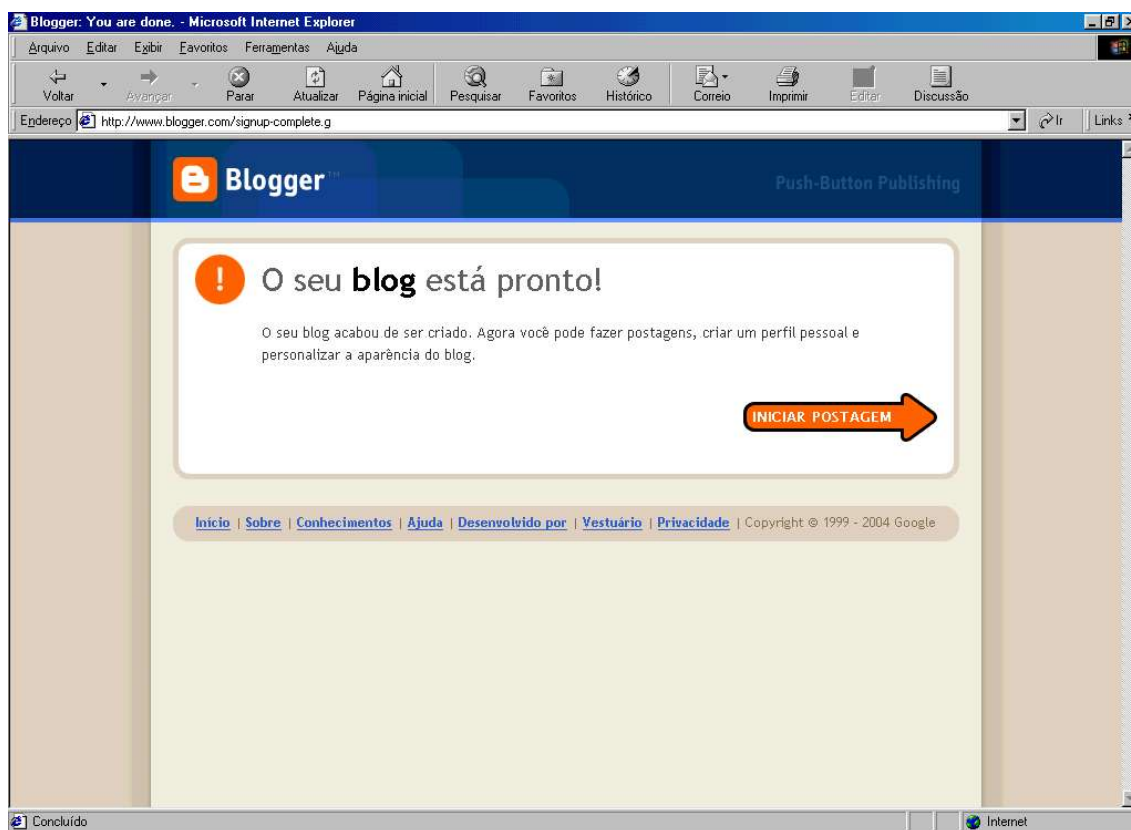 Blogger: You are done. - Microsoft Internet Explorer
Arquivo Editar Exibir Favoritos Ferramentas Ajuda
Voltar Avançar Parar Atualizar Página inicial Pesquisar Favoritos Histórico Correio Imprimir Editar Discussão
Endereço http://www.blogger.com/signup-complete.g Ir Links
Blogger™ Push-Button Publishing
! O seu blog está pronto!
O seu blog acabou de ser criado. Agora você pode fazer postagens, criar um perfil pessoal e
personalizar a aparência do blog.
INICIAR POSTAGEM
Início | Sobre | Conhecimentos | Ajuda | Desenvolvido por | Vestuário | Privacidade | Copyright © 1999 - 2004 Google
Concluído Internet